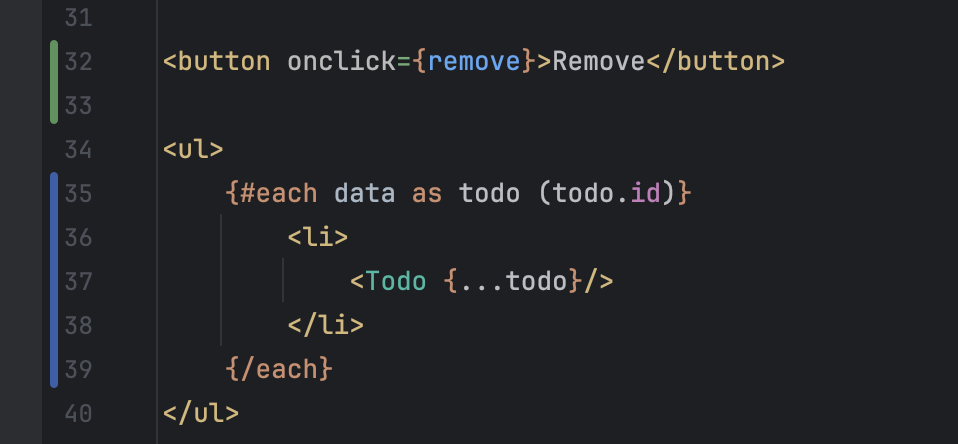 31
32 <button onclick={remove}>Remove</button>
33
34 <ul>
35     {#each data as todo (todo.id)}
36         <li>
37             <Todo {...todo}/>
38         </li>
39     {/each}
40 </ul>